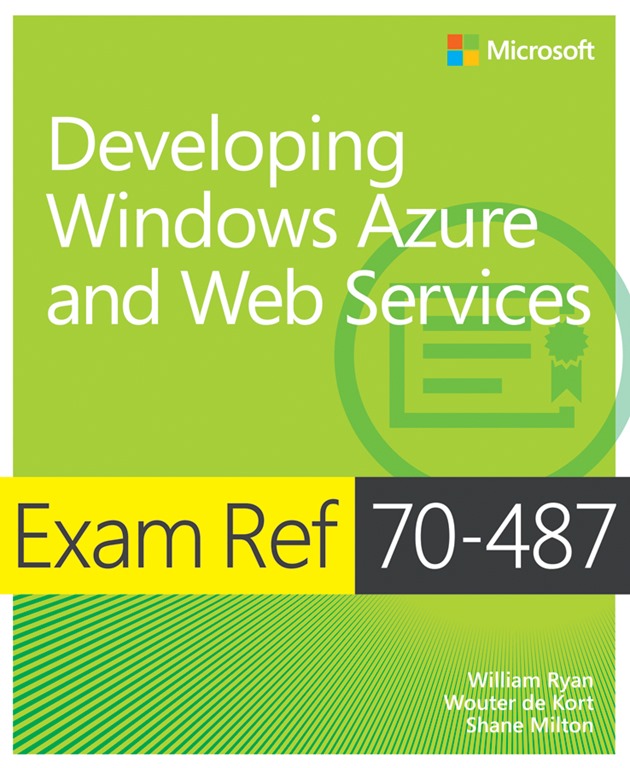 Microsoft
Developing
Windows Azure
and Web Services
Exam Ref 70-487
William Ryan
Wouter de Kort
Shane Milton